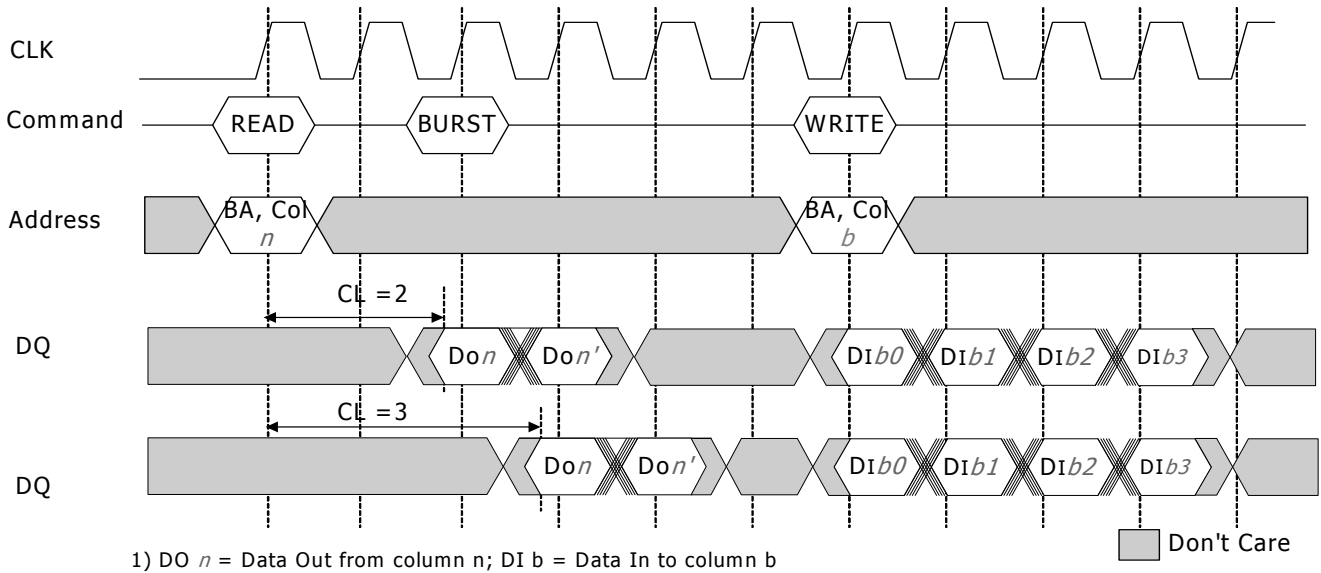 CLK
Command READ BURST WRITE
Address BA, Col BA, Col
n b
CL =2
DQ Don Don' DIb0 DIb1 DIb2 DIb3
CL =3
DQ Don Don' DIb0 DIb1 DIb2 DIb3
Don't Care
1) DO n = Data Out from column n; DI b = Data In to column b